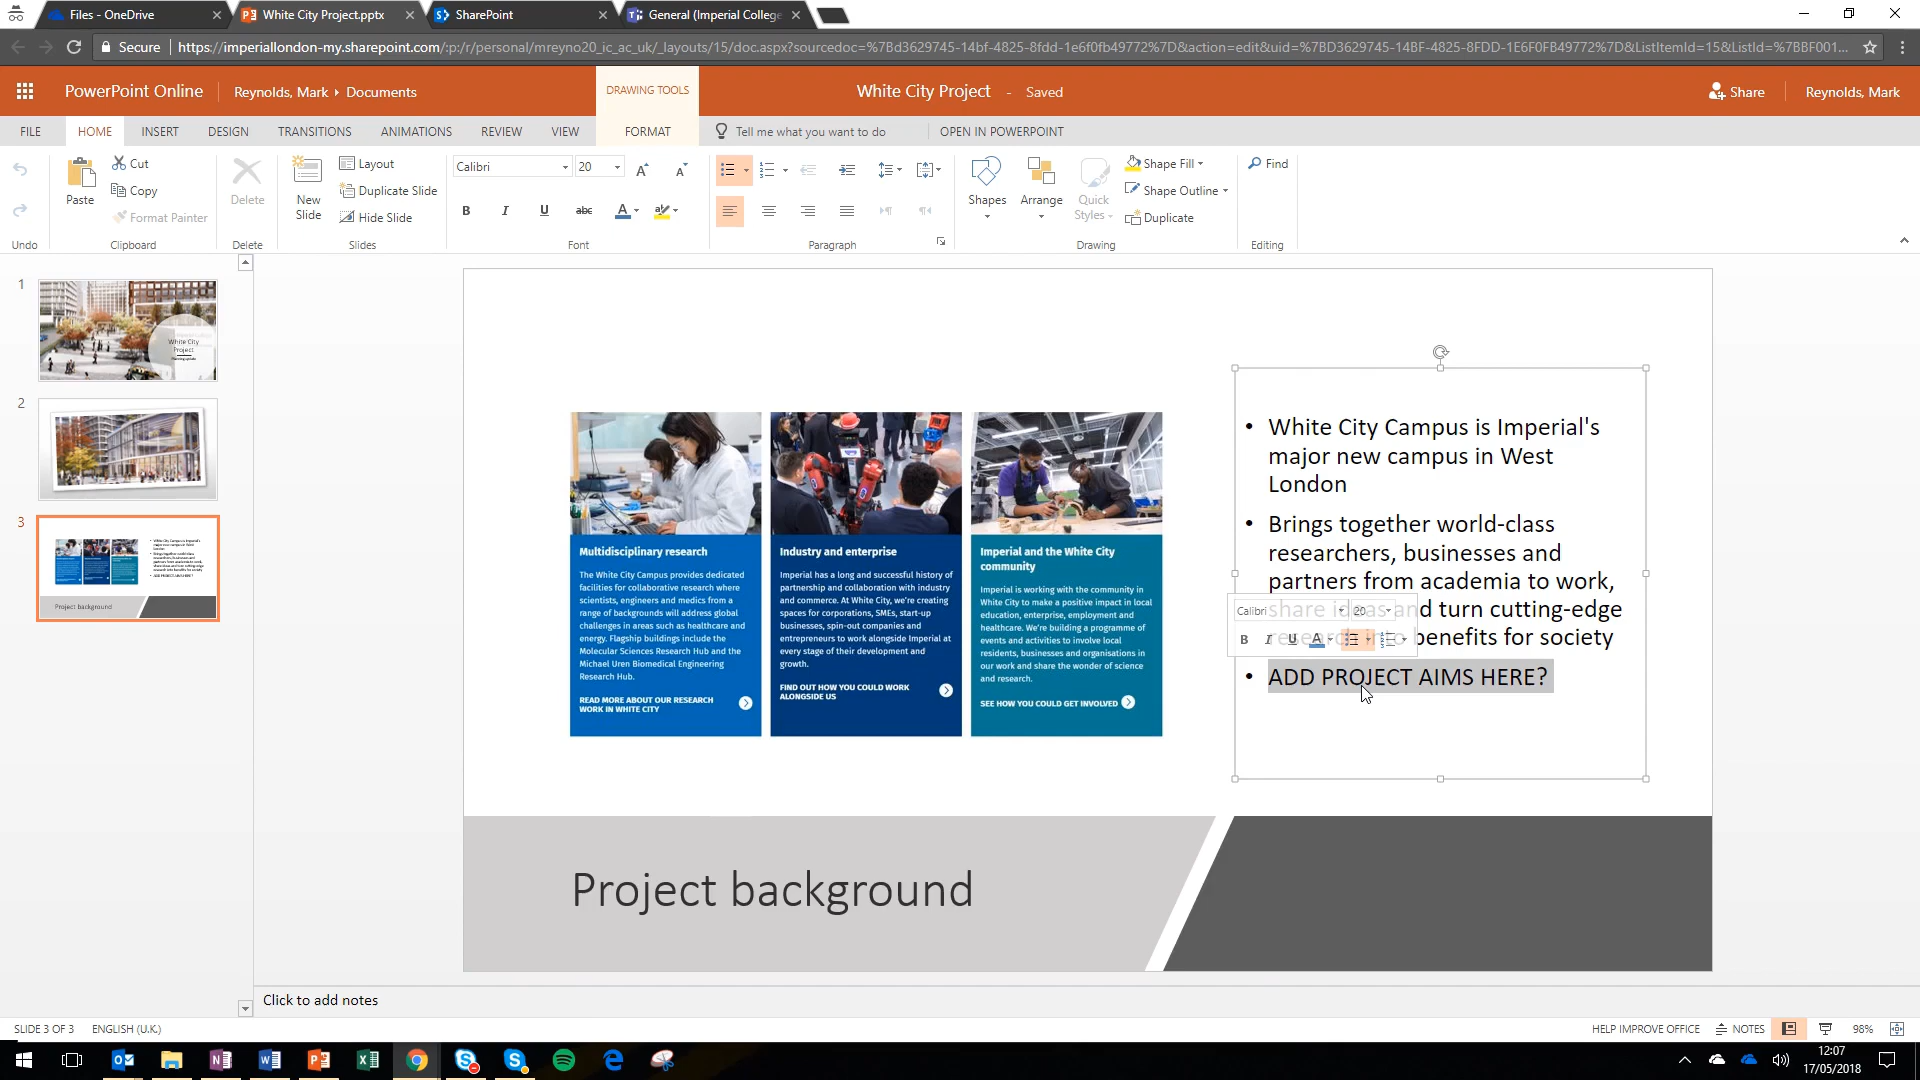 Files - OneDrive
White City Project.pptx
SharePoint
General (Imperial College
Secure
https://imperiallondon-my.sharepoint.com/:p:/r/personal/mreyno20_ic_ac_uk/_layouts/15/doc.aspx?sourcedoc=%7Bd3629745-14bf-4825-8fdd-1e6f0fb49772%7D&action=edit&uid=%7BD3629745-14BF-4825-8FDD-1E6F0FB49772%7D&ListItemId=15&ListId=%7BBF001...
PowerPoint Online
Reynolds, Mark
Documents
DRAWING TOOLS
White City Project - Saved
Share
Reynolds, Mark
FILE
HOME
INSERT
DESIGN
TRANSITIONS
ANIMATIONS
REVIEW
VIEW
FORMAT
Tell me what you want to do
OPEN IN POWERPOINT
Undo
Paste
Cut
Copy
Format Painter
Clipboard
Delete
Delete
New
Slide
Layout
Duplicate Slide
Hide Slide
Slides
Calibri
20
B I U abc A
Font
Paragraph
Shapes
Arrange
Quick
Styles
Shape Fill
Shape Outline
Duplicate
Drawing
Find
Editing
1
White City
Project
2
3
Project background
Multidisciplinary research
The White City Campus provides dedicated
facilities for collaborative research where
scientists, engineers and medics from a
range of backgrounds will address global
challenges in areas such as healthcare and
energy. Flagship buildings include the
Molecular Sciences Research Hub and the
Michael Uren Biomedical Engineering
Research Hub.
READ MORE ABOUT OUR RESEARCH
WORK IN WHITE CITY
Industry and enterprise
Imperial has a long and successful history of
partnership and collaboration with industry
and commerce. At White City, we're creating
spaces for corporations, SMEs, start-up
businesses, spin-out companies and
entrepreneurs to work alongside Imperial at
every stage of their development and
growth.
FIND OUT HOW YOU COULD WORK
ALONGSIDE US
Imperial and the White City
community
Imperial is working with the community in
White City to make a positive impact in local
education, enterprise, employment and
healthcare. We're building a programme of
events and activities to involve local
residents, businesses and organisations in
our work and share the wonder of science
and research.
SEE HOW YOU COULD GET INVOLVED
• White City Campus is Imperial's
major new campus in West
London
• Brings together world-class
researchers, businesses and
partners from academia to work,
share ideas and turn cutting-edge
research into benefits for society
Calibri 20
B I U A
• ADD PROJECT AIMS HERE?
Project background
Click to add notes
SLIDE 3 OF 3
ENGLISH (U.K.)
HELP IMPROVE OFFICE
NOTES
98%
12:07
17/05/2018